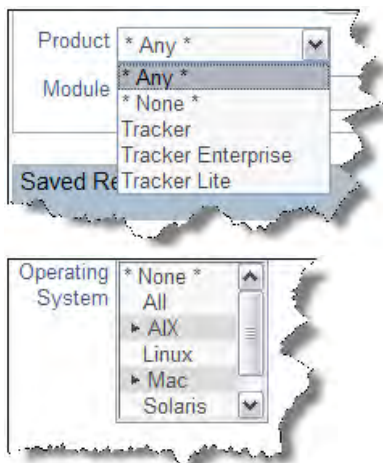 Product * Any *
* Any *
Module
* None *
Tracker
Tracker Enterprise
Saved Re Tracker Lite
Operating System
* None *
All
▸ AIX
Linux
▸ Mac
Solaris